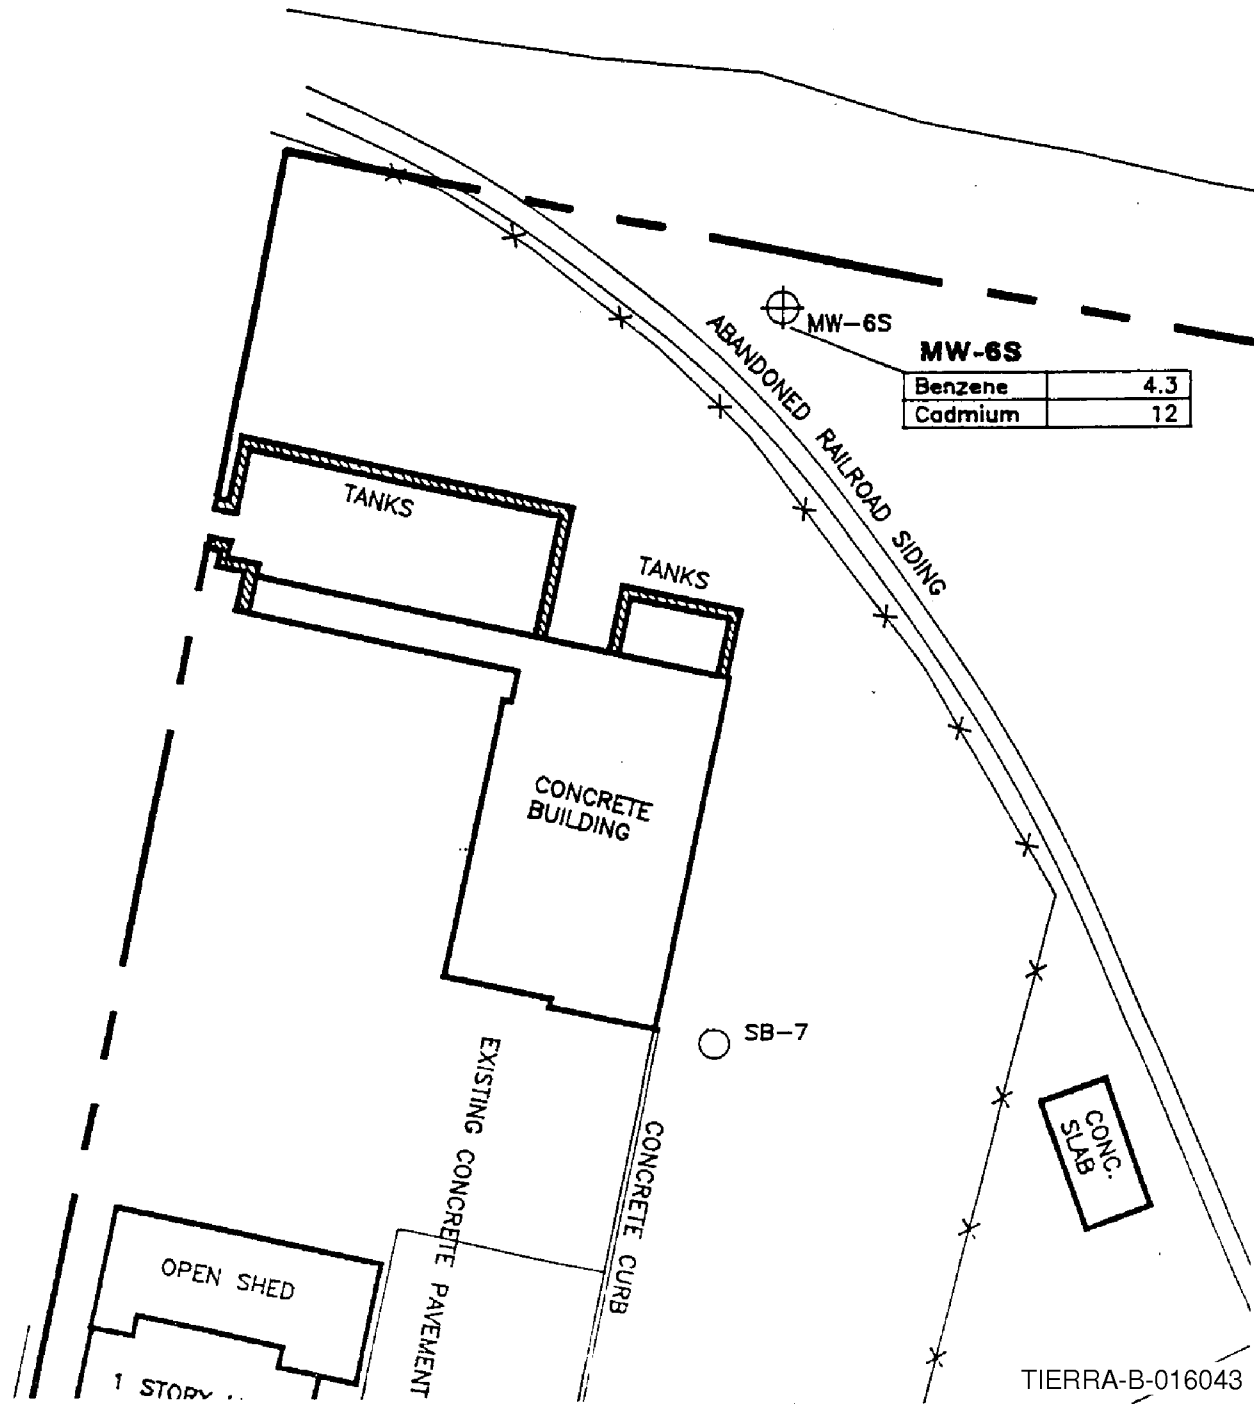 MW-6S
ABANDONED RAILROAD SIDING
MW-6S
Benzene 4.3
Cadmium 12
TANKS
TANKS
CONCRETE
BUILDING
SB-7
EXISTING CONCRETE PAVEMENT
CONCRETE CURB
CONC.
SLAB
OPEN SHED
1 STORY
TIERRA-B-016043